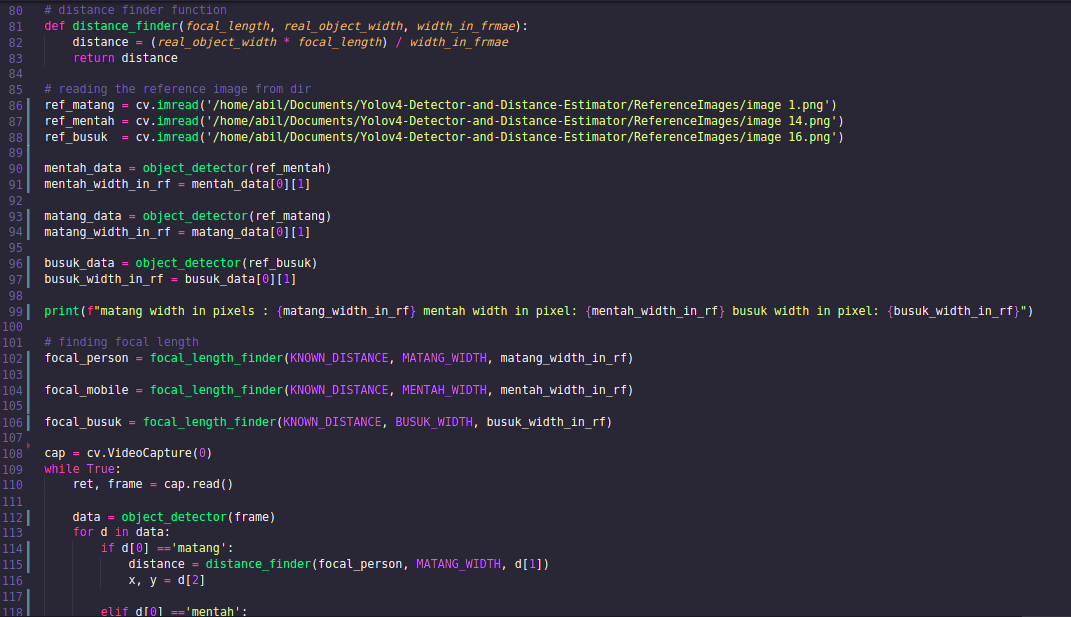 80 # distance finder function
81 def distance_finder(focal_length, real_object_width, width_in_frmae):
82 distance = (real_object_width * focal_length) / width_in_frmae
83 return distance
84
85 # reading the reference image from dir
86 ref_matang = cv.imread('/home/abil/Documents/Yolov4-Detector-and-Distance-Estimator/ReferenceImages/image 1.png')
87 ref_mentah = cv.imread('/home/abil/Documents/Yolov4-Detector-and-Distance-Estimator/ReferenceImages/image 14.png')
88 ref_busuk = cv.imread('/home/abil/Documents/Yolov4-Detector-and-Distance-Estimator/ReferenceImages/image 16.png')
89
90 mentah_data = object_detector(ref_mentah)
91 mentah_width_in_rf = mentah_data[0][1]
92
93 matang_data = object_detector(ref_matang)
94 matang_width_in_rf = matang_data[0][1]
95
96 busuk_data = object_detector(ref_busuk)
97 busuk_width_in_rf = busuk_data[0][1]
98
99 print(f"matang width in pixels : {matang_width_in_rf} mentah width in pixel: {mentah_width_in_rf} busuk width in pixel: {busuk_width_in_rf}")
100
101 # finding focal length
102 focal_person = focal_length_finder(KNOWN_DISTANCE, MATANG_WIDTH, matang_width_in_rf)
103
104 focal_mobile = focal_length_finder(KNOWN_DISTANCE, MENTAH_WIDTH, mentah_width_in_rf)
105
106 focal_busuk = focal_length_finder(KNOWN_DISTANCE, BUSUK_WIDTH, busuk_width_in_rf)
107
108 cap = cv.VideoCapture(0)
109 while True:
110 ret, frame = cap.read()
111
112 data = object_detector(frame)
113 for d in data:
114 if d[0] =='matang':
115 distance = distance_finder(focal_person, MATANG_WIDTH, d[1])
116 x, y = d[2]
117
118 elif d[0] =='mentah':